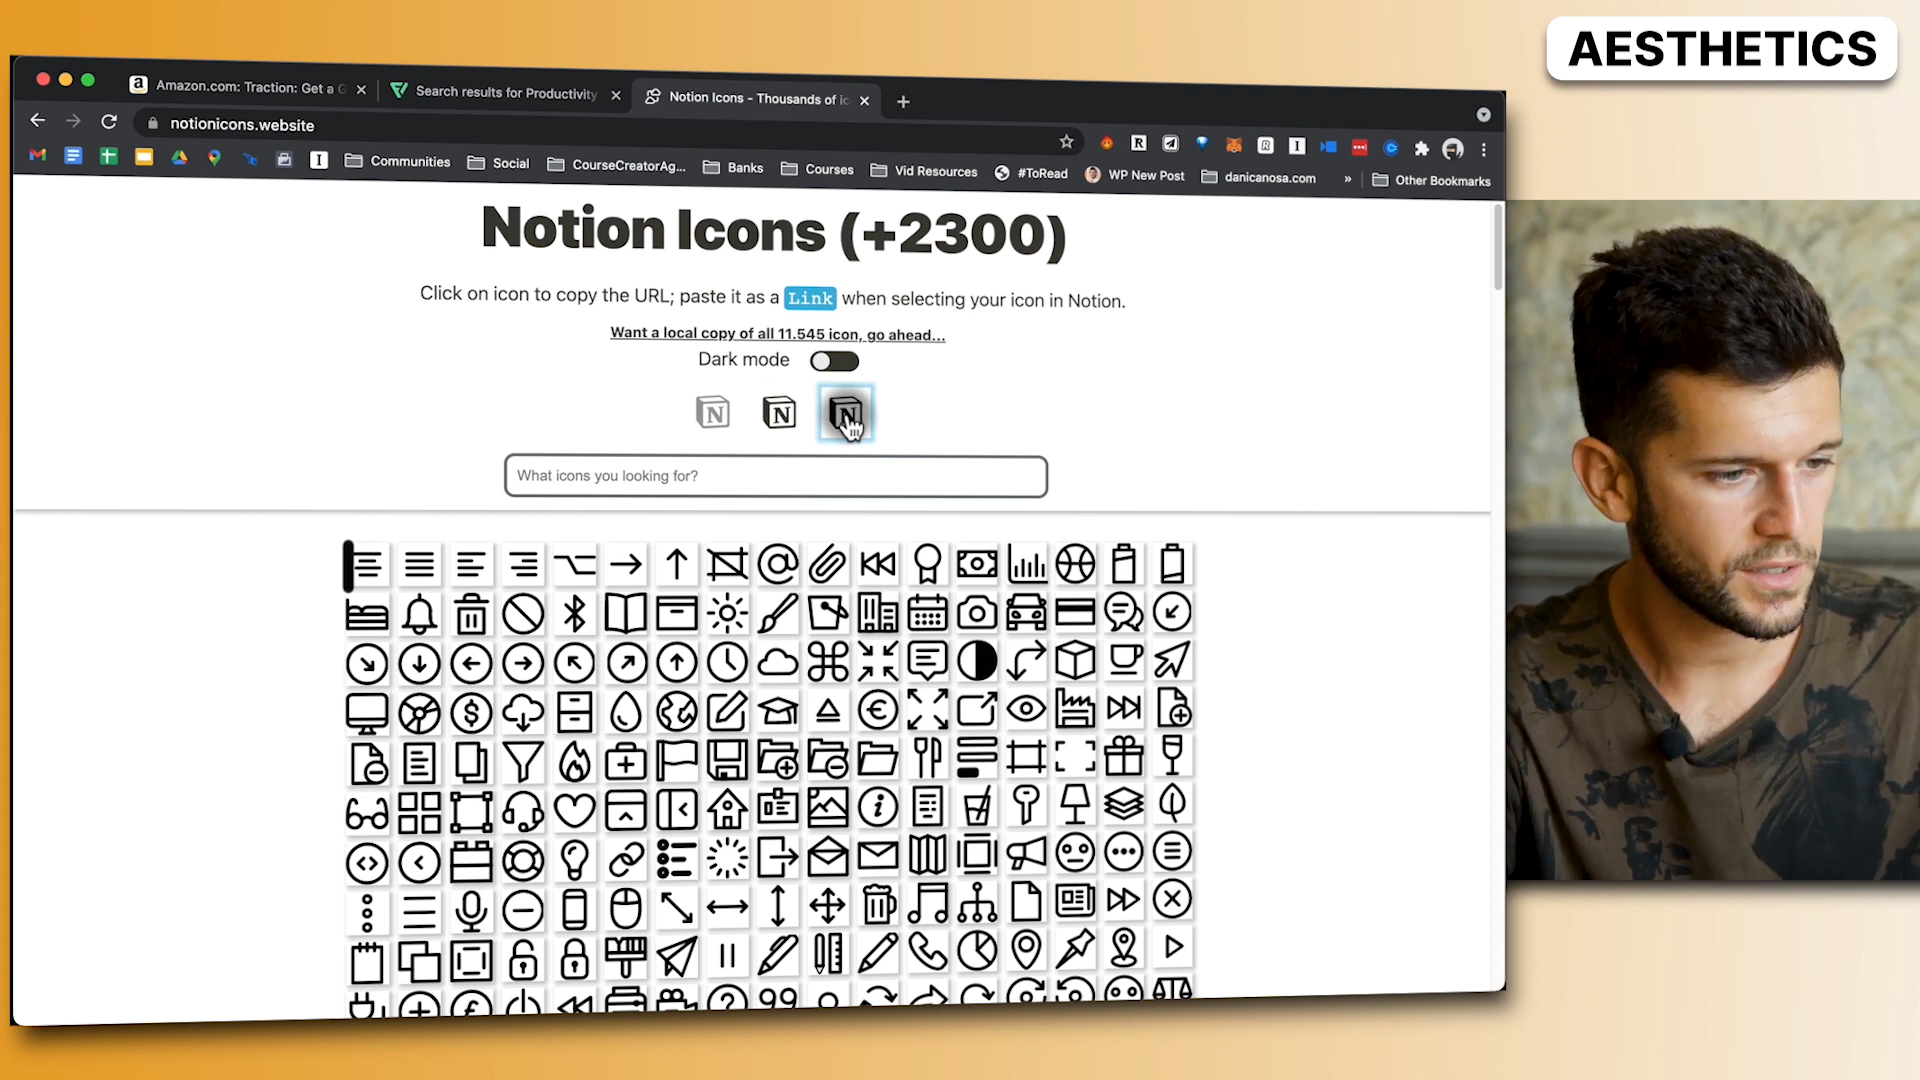 AESTHETICS
Amazon.com: Traction: Get a G
Search results for Productivity
Notion Icons - Thousands of ic
notionicons.website
Communities
Social
CourseCreatorAg...
Banks
Courses
Vid Resources
#ToRead
WP New Post
danicanosa.com
»
Other Bookmarks
Notion Icons (+2300)
Click on icon to copy the URL; paste it as a Link when selecting your icon in Notion.
Want a local copy of all 11.545 icon, go ahead...
Dark mode
What icons you looking for?